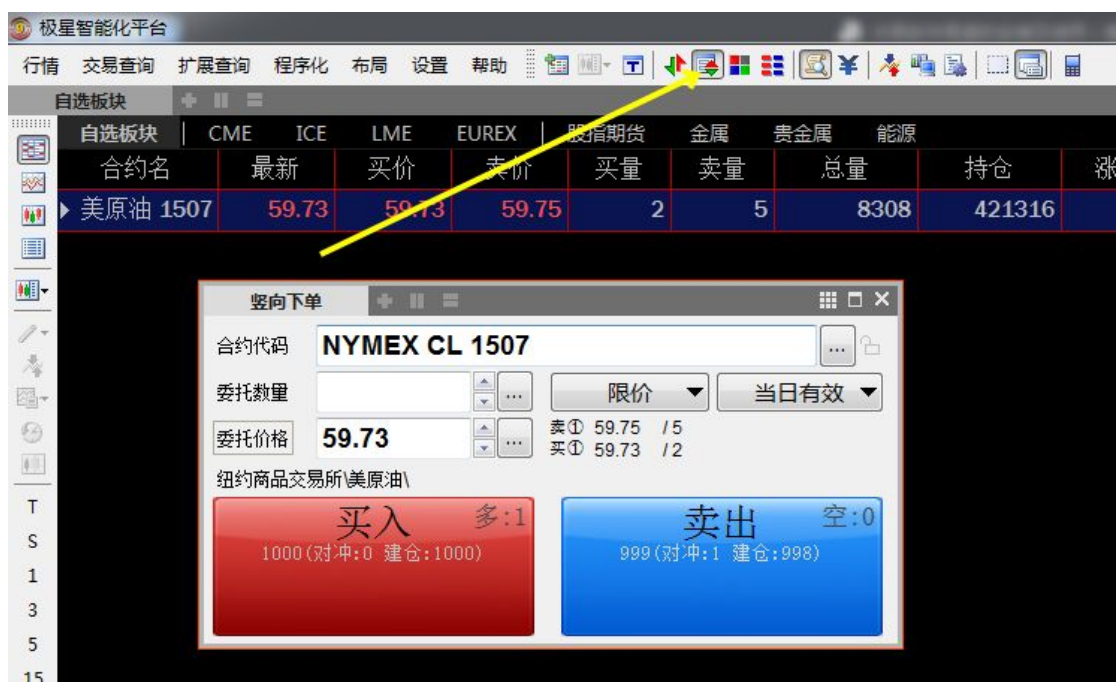 极星智能化平台
行情 交易查询 扩展查询 程序化 布局 设置 帮助
自选板块
自选板块 CME ICE LME EUREX 股指期货 金属 贵金属 能源
合约名 最新 买价 卖价 买量 卖量 总量 持仓 涨
美原油 1507 59.73 59.73 59.75 2 5 8308 421316
竖向下单
合约代码 NYMEX CL 1507 ...
委托数量 ... 限价 当日有效
委托价格 59.73 ... 卖① 59.75 /5
买① 59.73 /2
纽约商品交易所\美原油\
买入 多:1 卖出 空:0
1000(对冲:0 建仓:1000) 999(对冲:1 建仓:998)
T
S
1
3
5
15